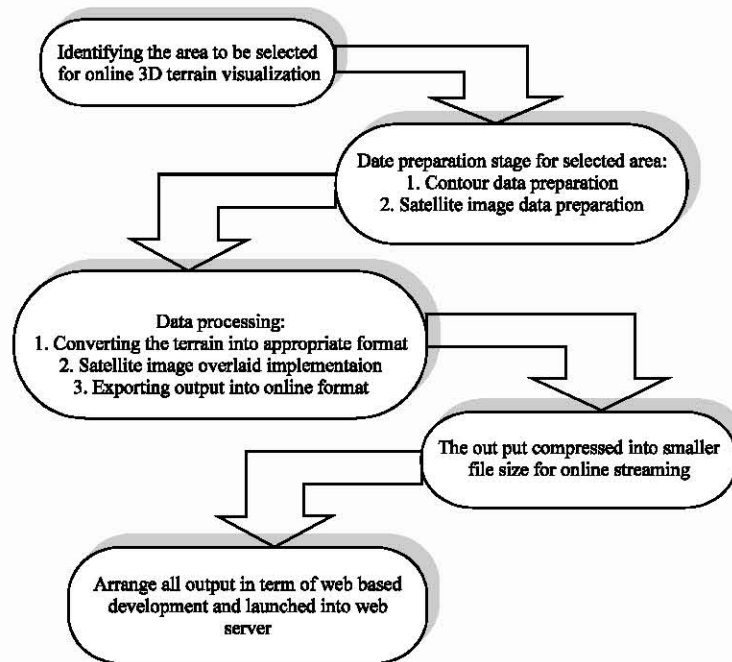 Identifying the area to be selected
for online 3D terrain visualization
Date preparation stage for selected area:
1. Contour data preparation
2. Satellite image data preparation
Data processing:
1. Converting the terrain into appropriate format
2. Satellite image overlaid implementaion
3. Exporting output into online format
The out put compressed into smaller
file size for online streaming
Arrange all output in term of web based
development and launched into web
server